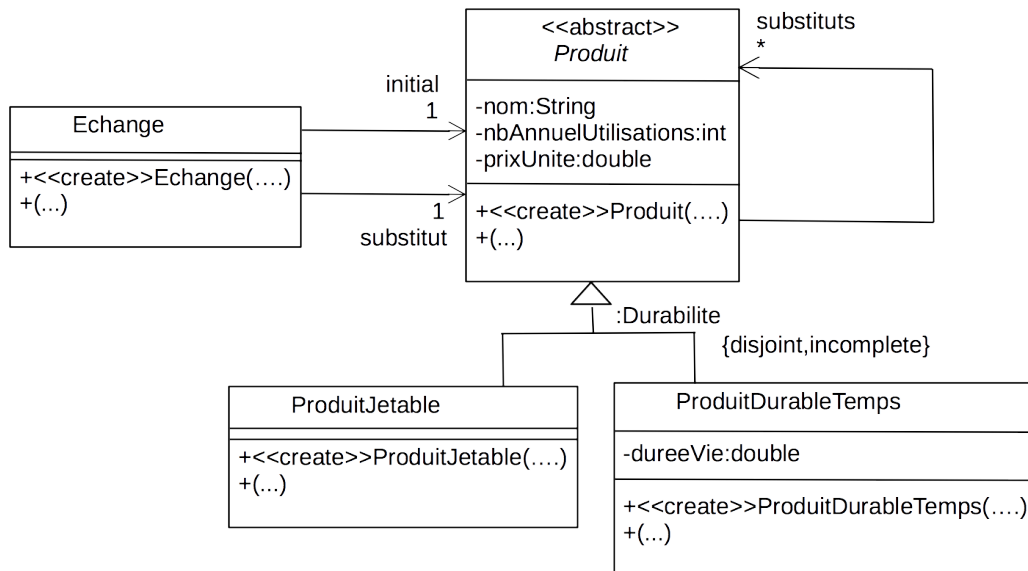 <<abstract>>
Produit
substituts
*
initial
1
-nom:String
-nbAnnuelUtilisations:int
-prixUnite:double
Echange
+<<create>>Echange(....)
+(...)
1
substitut
+<<create>>Produit(....)
+(...)
:Durabilite
{disjoint,incomplete}
ProduitJetable
+<<create>>ProduitJetable(....)
+(...)
ProduitDurableTemps
-dureeVie:double
+<<create>>ProduitDurableTemps(....)
+(...)